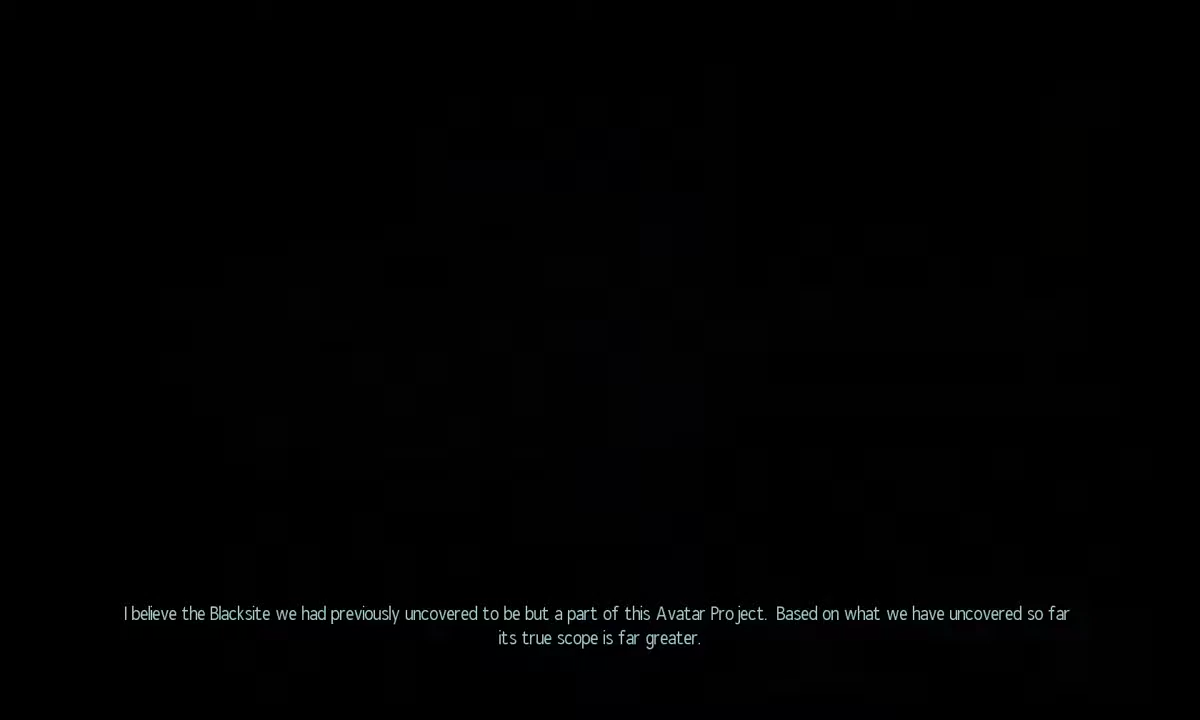 I believe the Blacksite we had previously uncovered to be but a part of this Avatar Project. Based on what we have uncovered so far
its true scope is far greater.